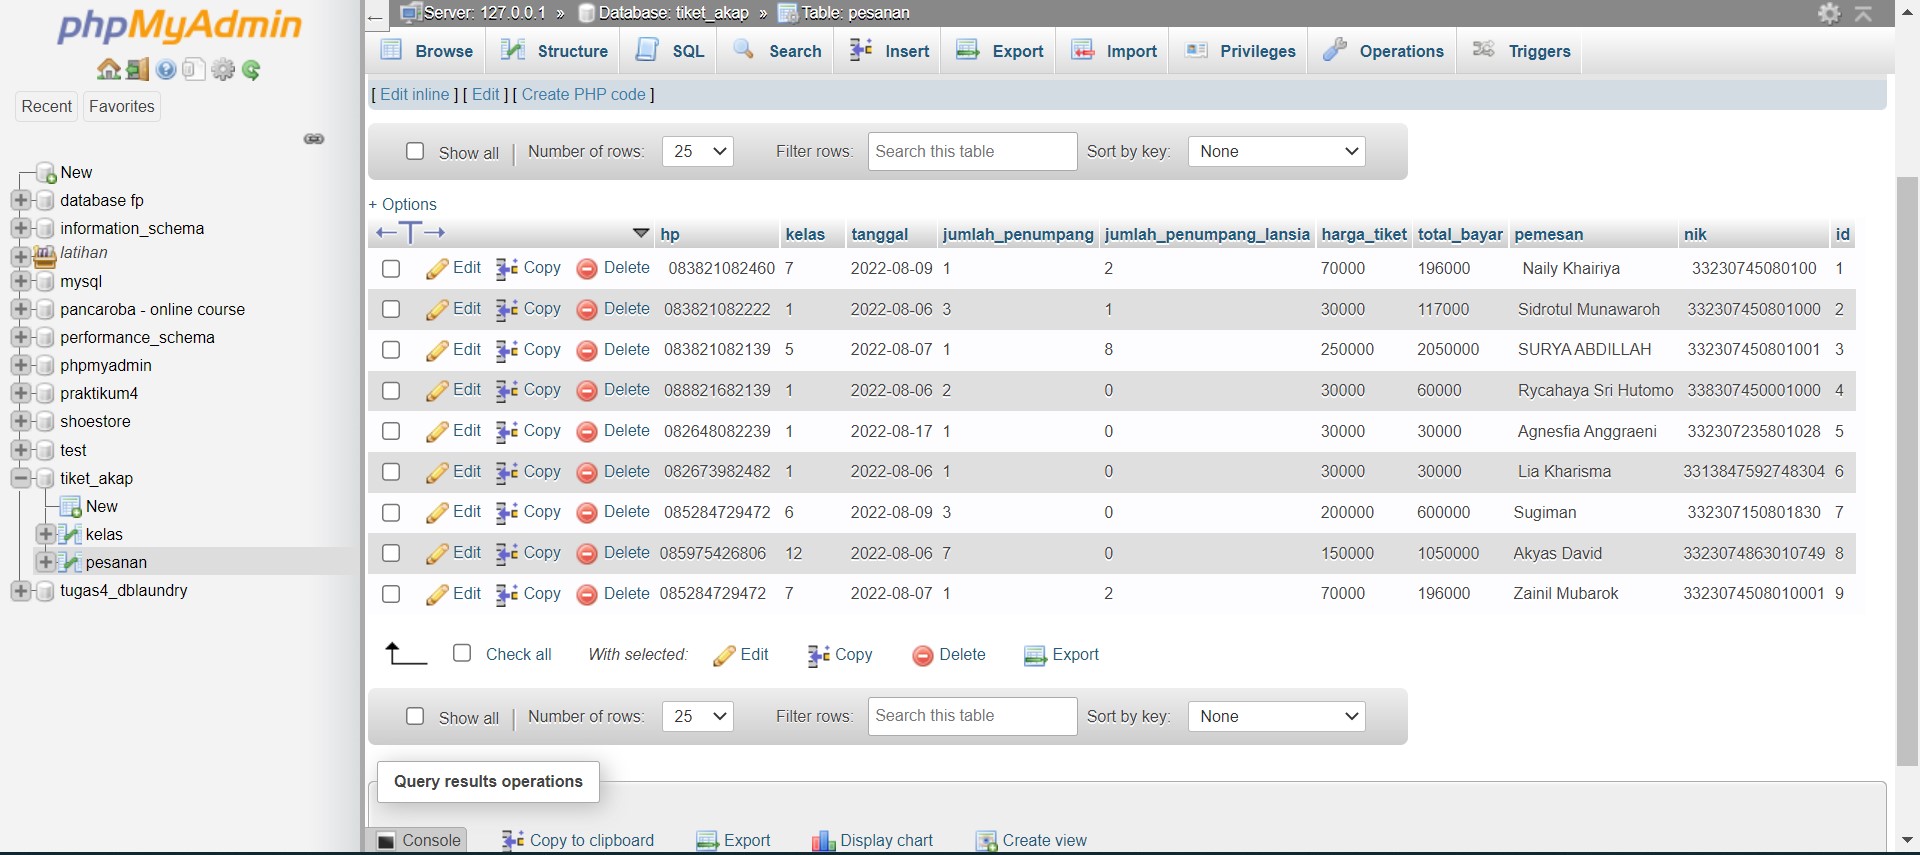 phpMyAdmin
Recent Favorites
New
database fp
information_schema
latihan
mysql
pancaroba - online course
performance_schema
phpmyadmin
praktikum4
shoestore
test
tiket_akap
New
kelas
pesanan
tugas4_dblaundry
Server: 127.0.0.1 » Database: tiket_akap » Table: pesanan
Browse Structure SQL Search Insert Export Import Privileges Operations Triggers
[ Edit inline ] [ Edit ] [ Create PHP code ]
Show all | Number of rows: 25 Filter rows: Search this table Sort by key: None
+ Options
hp kelas tanggal jumlah_penumpang jumlah_penumpang_lansia harga_tiket total_bayar pemesan nik id
Edit Copy Delete 083821082460 7 2022-08-09 1 2 70000 196000 Naily Khairiya 33230745080100 1
Edit Copy Delete 083821082222 1 2022-08-06 3 1 30000 117000 Sidrotul Munawaroh 332307450801000 2
Edit Copy Delete 083821082139 5 2022-08-07 1 8 250000 2050000 SURYA ABDILLAH 332307450801001 3
Edit Copy Delete 088821682139 1 2022-08-06 2 0 30000 60000 Rycahaya Sri Hutomo 338307450001000 4
Edit Copy Delete 082648082239 1 2022-08-17 1 0 30000 30000 Agnesfia Anggraeni 332307235801028 5
Edit Copy Delete 082673982482 1 2022-08-06 1 0 30000 30000 Lia Kharisma 3313847592748304 6
Edit Copy Delete 085284729472 6 2022-08-09 3 0 200000 600000 Sugiman 332307150801830 7
Edit Copy Delete 085975426806 12 2022-08-06 7 0 150000 1050000 Akyas David 3323074863010749 8
Edit Copy Delete 085284729472 7 2022-08-07 1 2 70000 196000 Zainil Mubarok 3323074508010001 9
Check all With selected: Edit Copy Delete Export
Show all | Number of rows: 25 Filter rows: Search this table Sort by key: None
Query results operations
Console Copy to clipboard Export Display chart Create view